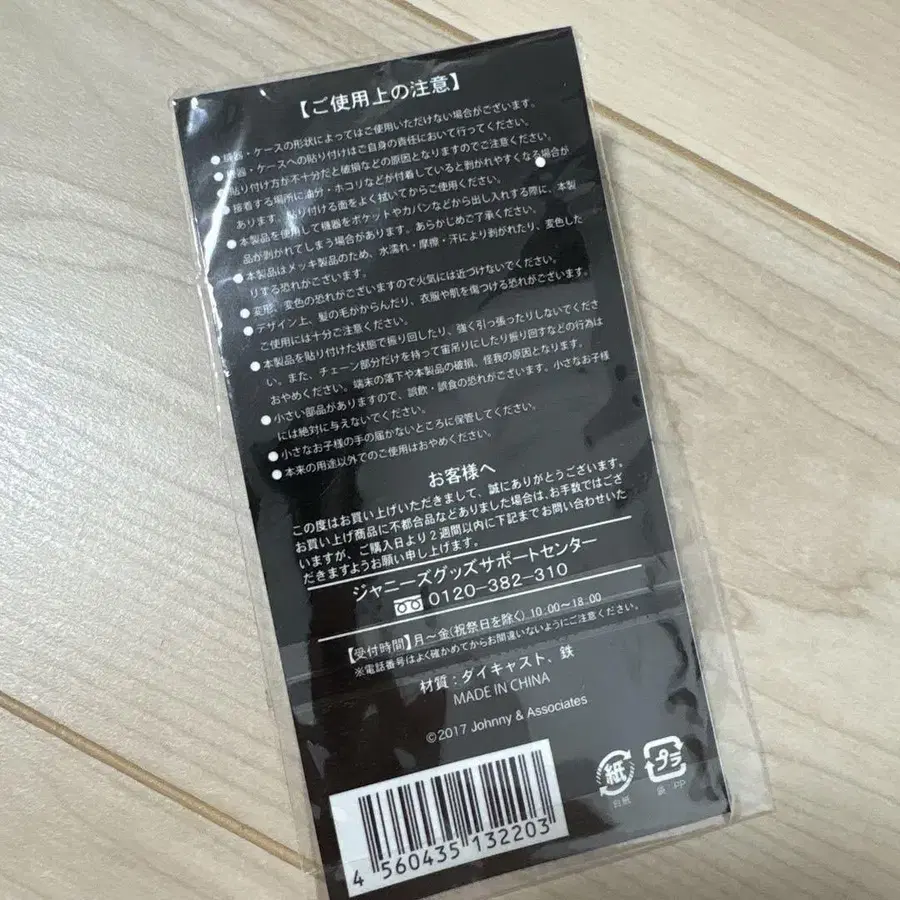 【ご使用上の注意】
●機器・ケースの形状によってはご使用いただけない場合がございます。
●機器・ケースへの貼り付けはご自身の責任において行ってください。
●貼り付け方が不十分だと破損などの原因となりますのでご注意ください。
●接着する場所に油分・ホコリなどが付着していると剥がれやすくなる場合が
あります、貼り付ける面をよく拭いてからご使用ください。
●本製品を使用して機器をポケットやカバンなどから出し入れする際に、本製
品が剥がれてしまう場合があります。あらかじめご了承ください。
●本製品はメッキ製品のため、水濡れ・摩擦・汗により剥がれたり、変色した
りする恐れがございます。
●変形、変色の恐れがございますので火気には近づけないでください。
●デザイン上、髪の毛がからんだり、衣服や肌を傷つける恐れがございます。
ご使用には十分ご注意ください。
●本製品を貼り付けた状態で振り回したり、強く引っ張ったりしないでくださ
い。また、チェーン部分だけを持って宙吊りにしたり振り回すなどの行為は
おやめください。端末の落下や本製品の破損、怪我の原因となります。
●小さい部品がありますので、誤飲・誤食の恐れがございます。小さなお子様
には絶対に与えないでください。
●小さなお子様の手の届かないところに保管してください。
●本来の用途以外でのご使用はおやめください。
お客様へ
この度はお買い上げいただきまして、誠にありがとうございます。
お買い上げ商品に不都合品などありました場合は、お手数ではござ
いますが、ご購入日より2週間以内に下記までお問い合わせいた
だきますようお願い申し上げます。
ジャニーズグッズサポートセンター
0120-382-310
【受付時間】月～金(祝祭日を除く) 10:00～18:00
※電話番号はよく確かめてからお間違いないようにご注意ください。
材質：ダイキャスト、鉄
MADE IN CHINA
©2017 Johnny & Associates
紙 プラ
台紙 袋:PP
4 560435 132203